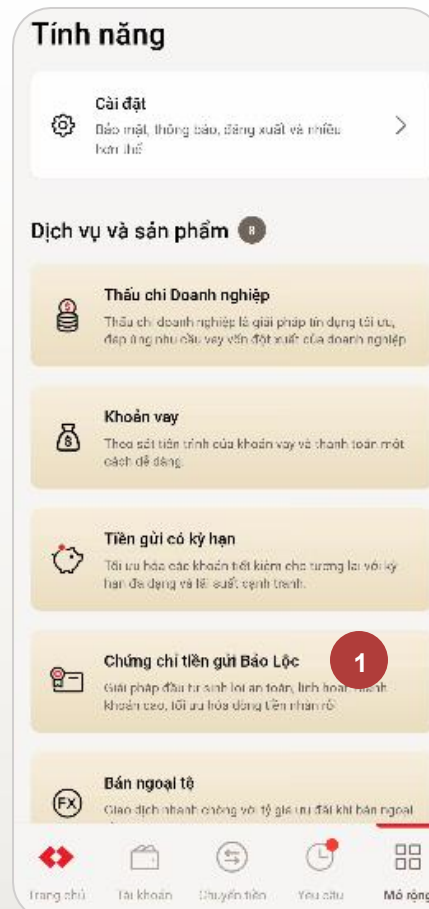 Tính năng
Cài đặt
Bảo mật, thông báo, đăng xuất và nhiều
hơn thế
Dịch vụ và sản phẩm 8
Thấu chi Doanh nghiệp
Thấu chi doanh nghiệp là giải pháp tín dụng tối ưu,
đáp ứng nhu cầu vay vốn đột xuất của doanh nghiệp
Khoản vay
Theo sát tiến trình của khoản vay và thanh toán một
cách dễ dàng.
Tiền gửi có kỳ hạn
Tối ưu hóa các khoản tiết kiệm cho tương lai với kỳ
hạn đa dạng và lãi suất cạnh tranh.
Chứng chỉ tiền gửi Bảo Lộc
1
Giải pháp đầu tư sinh lời an toàn, linh hoạt,
khoản cao, tối ưu hóa dòng tiền nhàn rỗi
Bán ngoại tệ
FX
Giao dịch nhanh chóng với tỷ giá ưu đãi khi bán ngoại
Trang chủ
Tài khoản
Chuyển tiền
Yêu cầu
Mở rộng